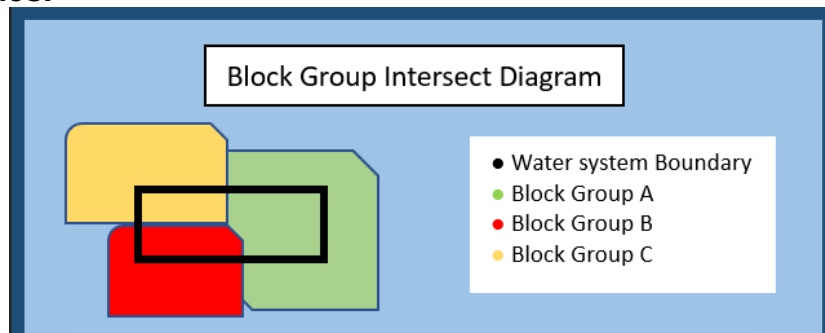 Block Group Intersect Diagram
Water system Boundary
Block Group A
Block Group B
Block Group C